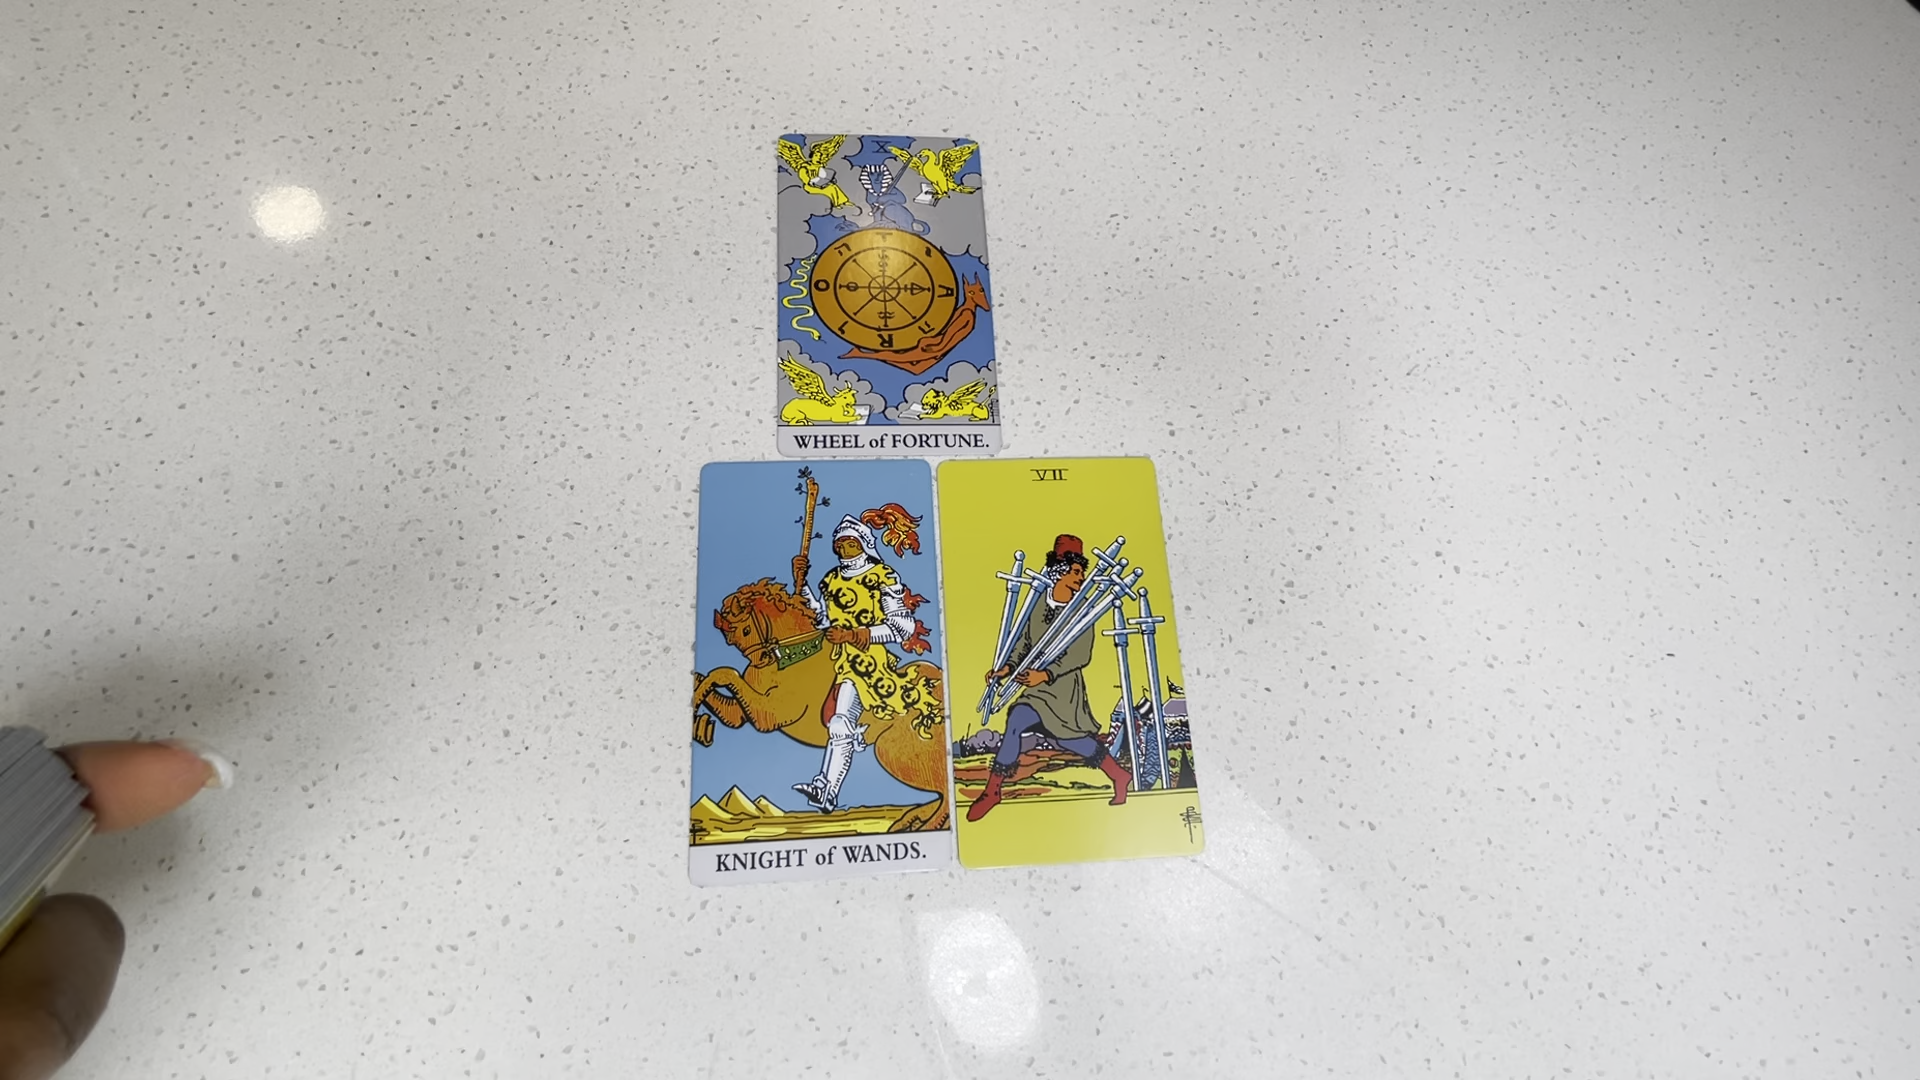 X
T
A
R
O
WHEEL of FORTUNE.
VII
KNIGHT of WANDS.